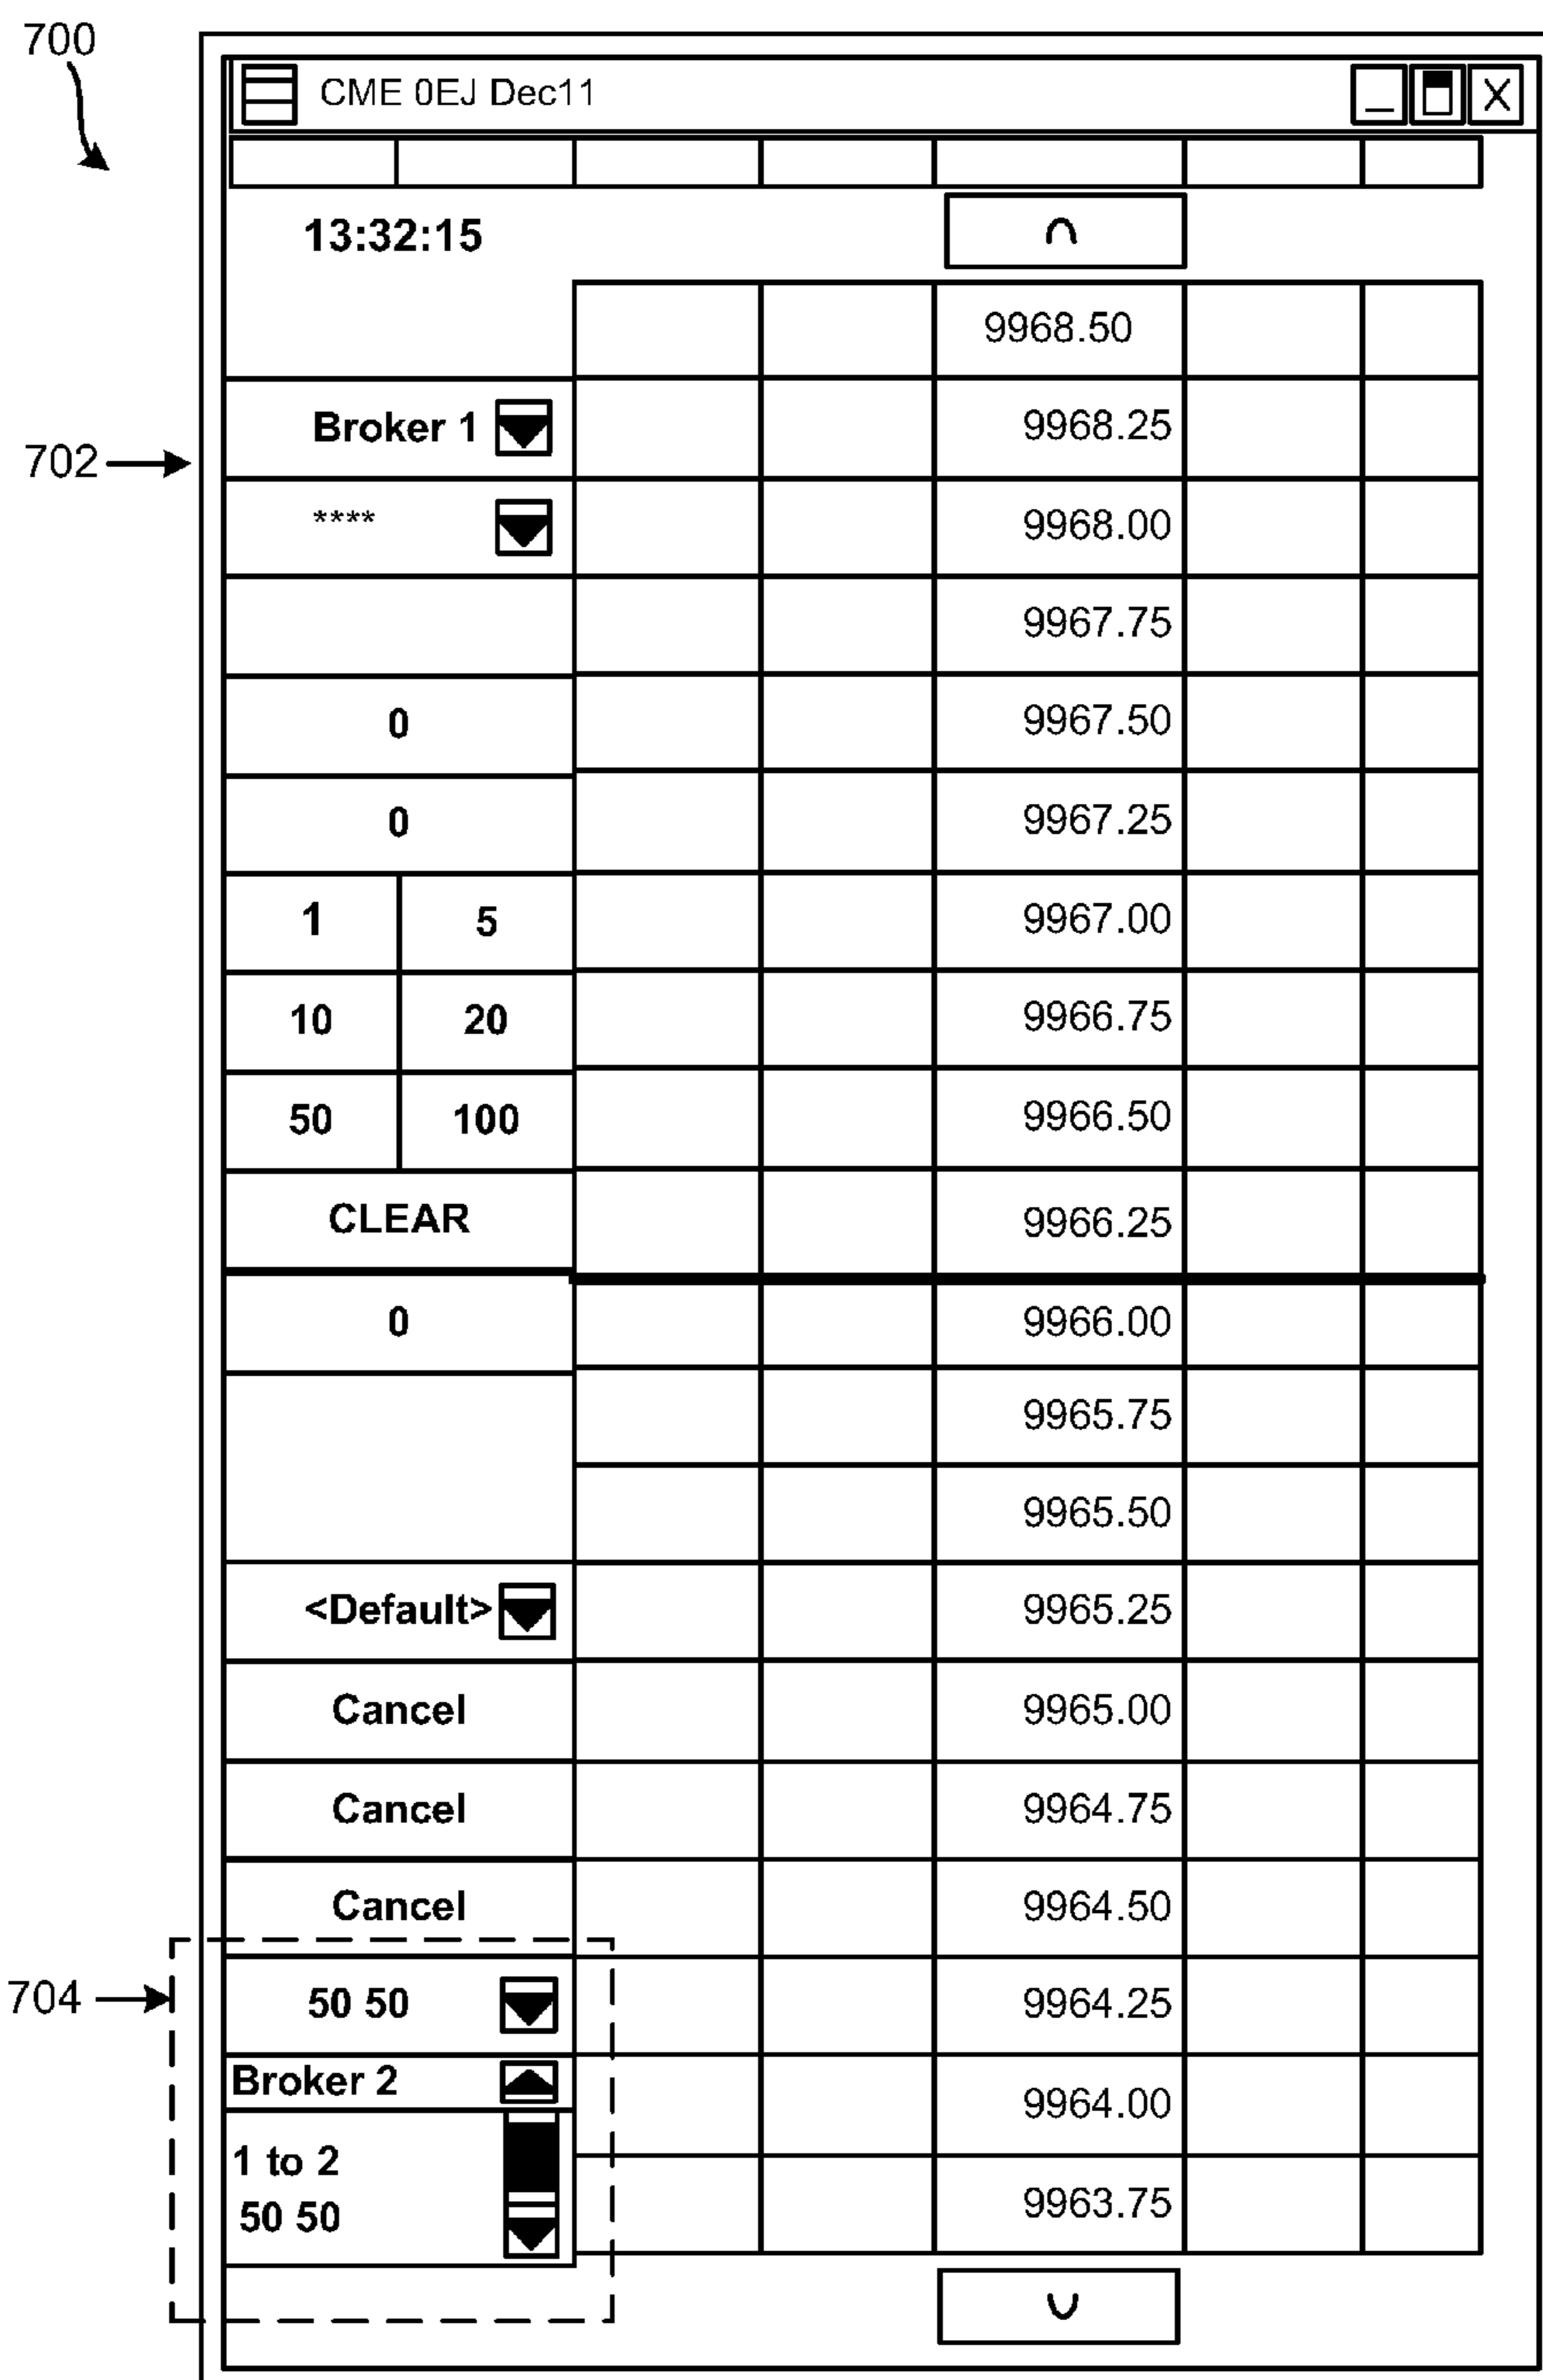 700
CME 0EJ Dec11
_ X
13:32:15
9968.50
Broker 1 9968.25
702
**** 9968.00
9967.75
0 9967.50
0 9967.25
1 5 9967.00
10 20 9966.75
50 100 9966.50
CLEAR 9966.25
0 9966.00
9965.75
9965.50
<Default> 9965.25
Cancel 9965.00
Cancel 9964.75
Cancel 9964.50
704 50 50 9964.25
Broker 2 9964.00
1 to 2
50 50 9963.75